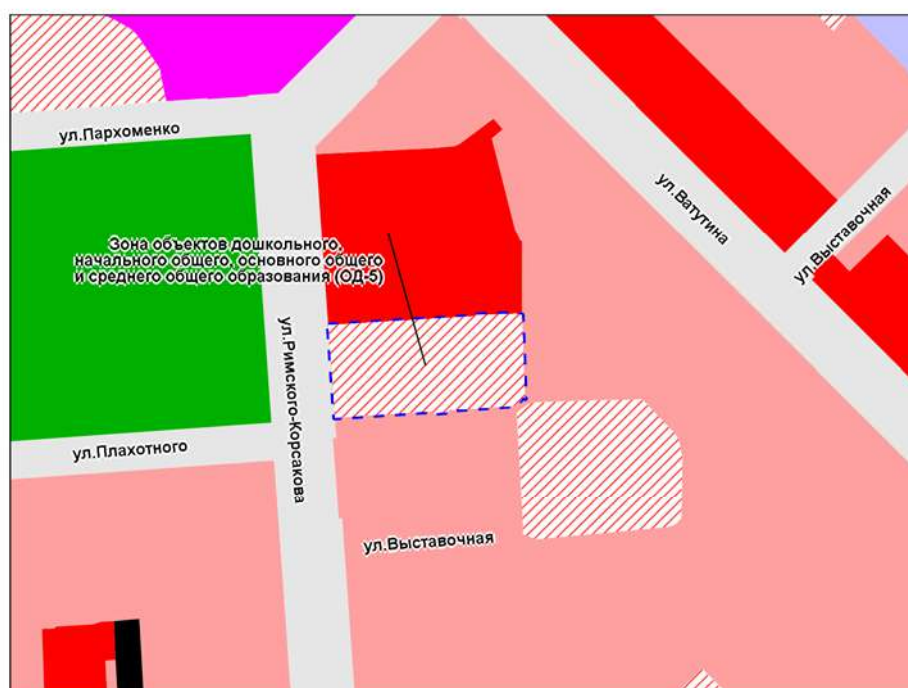 ул.Пархоменко
ул.Ватутина
ул.Выставочная
Зона объектов дошкольного,
начального общего, основного общего
и среднего общего образования (ОД-5)
ул.Римского-Корсакова
ул.Плахотного
ул.Выставочная